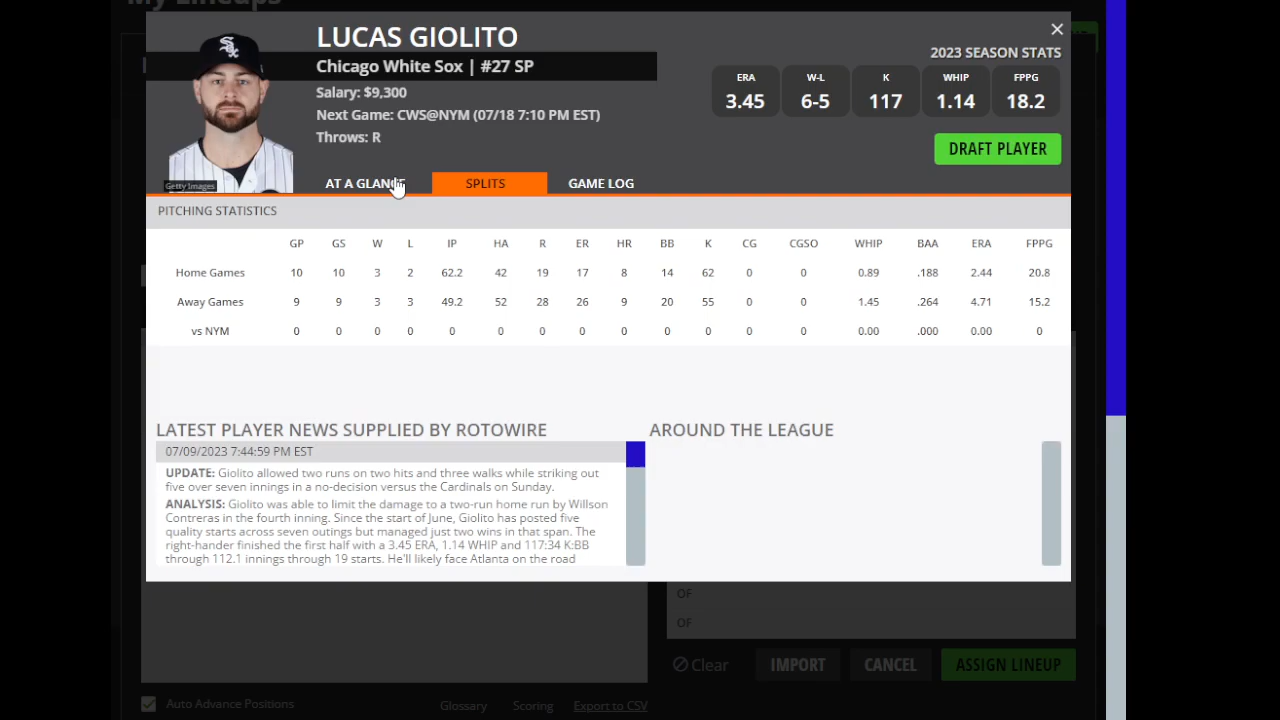 My Lineups
LUCAS GIOLITO
Chicago White Sox | #27 SP
Salary: $9,300
Next Game: CWS@NYM (07/18 7:10 PM EST)
Throws: R
Getty Images
2023 SEASON STATS
ERA W-L K WHIP FPPG
3.45 6-5 117 1.14 18.2
DRAFT PLAYER
AT A GLANCE SPLITS GAME LOG
PITCHING STATISTICS
GP GS W L IP HA R ER HR BB K CG CGSO WHIP BAA ERA FPPG
Home Games 10 10 3 2 62.2 42 19 17 8 14 62 0 0 0.89 .188 2.44 20.8
Away Games 9 9 3 3 49.2 52 28 26 9 20 55 0 0 1.45 .264 4.71 15.2
vs NYM 0 0 0 0 0 0 0 0 0 0 0 0 0 0.00 .000 0.00 0
LATEST PLAYER NEWS SUPPLIED BY ROTOWIRE
07/09/2023 7:44:59 PM EST
UPDATE: Giolito allowed two runs on two hits and three walks while striking out
five over seven innings in a no-decision versus the Cardinals on Sunday.
ANALYSIS: Giolito was able to limit the damage to a two-run home run by Willson
Contreras in the fourth inning. Since the start of June, Giolito has posted five
quality starts across seven outings but managed just two wins in that span. The
right-hander finished the first half with a 3.45 ERA, 1.14 WHIP and 117:34 K:BB
through 112.1 innings through 19 starts. He'll likely face Atlanta on the road
AROUND THE LEAGUE
OF
OF
Clear IMPORT CANCEL ASSIGN LINEUP
Auto Advance Positions Glossary Scoring Export to CSV